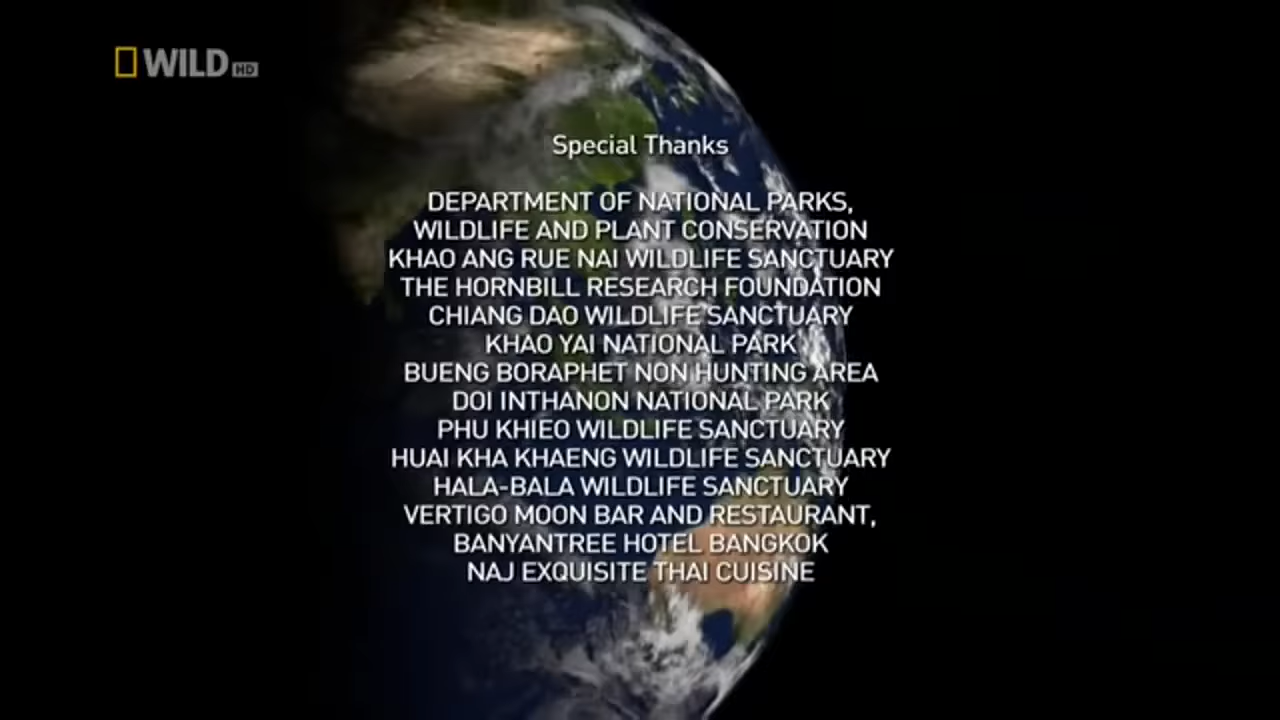 WILD HD
Special Thanks
DEPARTMENT OF NATIONAL PARKS,
WILDLIFE AND PLANT CONSERVATION
KHAO ANG RUE NAI WILDLIFE SANCTUARY
THE HORNBILL RESEARCH FOUNDATION
CHIANG DAO WILDLIFE SANCTUARY
KHAO YAI NATIONAL PARK
BUENG BORAPHET NON HUNTING AREA
DOI INTHANON NATIONAL PARK
PHU KHIEO WILDLIFE SANCTUARY
HUAI KHA KHAENG WILDLIFE SANCTUARY
HALA-BALA WILDLIFE SANCTUARY
VERTIGO MOON BAR AND RESTAURANT,
BANYANTREE HOTEL BANGKOK
NAJ EXQUISITE THAI CUISINE